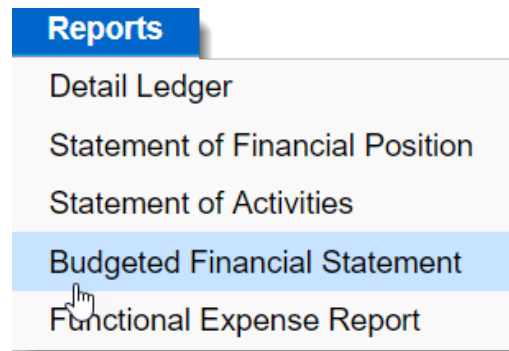 Reports
Detail Ledger
Statement of Financial Position
Statement of Activities
Budgeted Financial Statement
Functional Expense Report